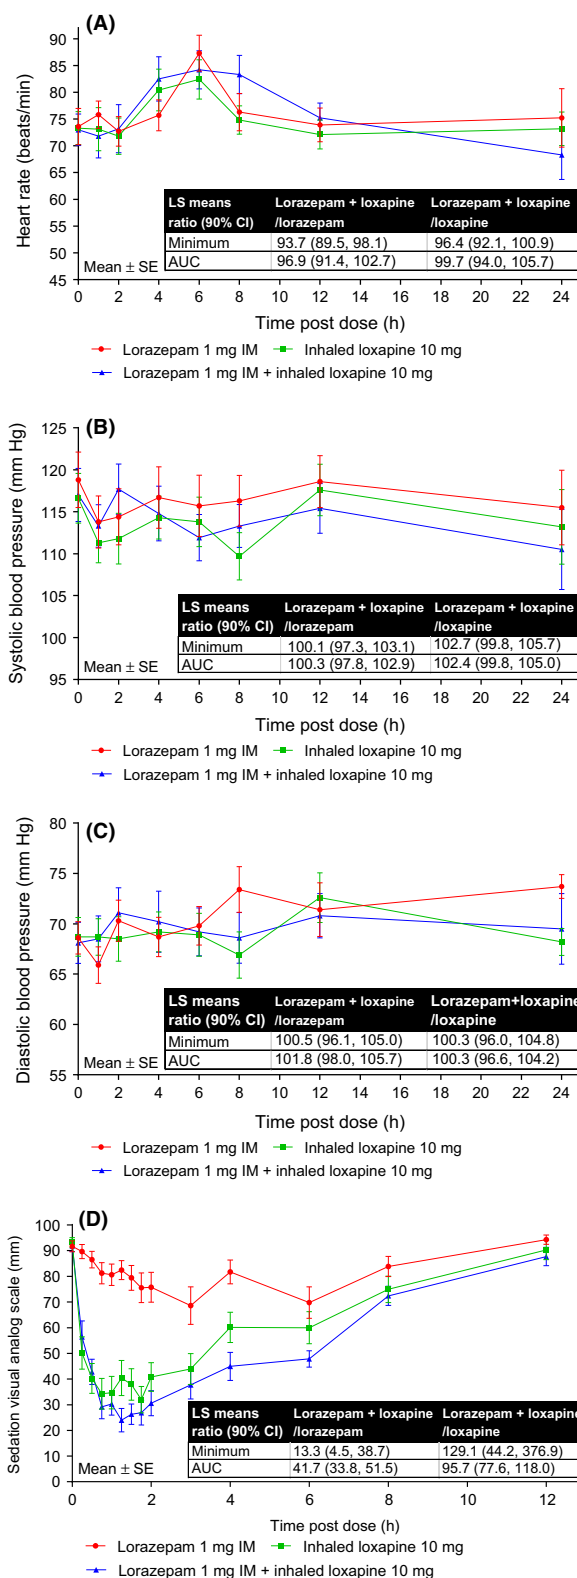 (A)
90
85
80
75
70
65
60
55
50
45
Heart rate (beats/min)
LS means ratio (90% CI) Lorazepam + loxapine /lorazepam Lorazepam + loxapine /loxapine
Minimum 93.7 (89.5, 98.1) 96.4 (92.1, 100.9)
AUC 96.9 (91.4, 102.7) 99.7 (94.0, 105.7)
Mean ± SE
0 2 4 6 8 10 12 14 16 18 20 22 24
Time post dose (h)
Lorazepam 1 mg IM Inhaled loxapine 10 mg
Lorazepam 1 mg IM + inhaled loxapine 10 mg
(B)
125
120
115
110
105
100
95
Systolic blood pressure (mm Hg)
LS means ratio (90% CI) Lorazepam + loxapine /lorazepam Lorazepam + loxapine /loxapine
Minimum 100.1 (97.3, 103.1) 102.7 (99.8, 105.7)
AUC 100.3 (97.8, 102.9) 102.4 (99.8, 105.0)
Mean ± SE
0 2 4 6 8 10 12 14 16 18 20 22 24
Time post dose (h)
Lorazepam 1 mg IM Inhaled loxapine 10 mg
Lorazepam 1 mg IM + inhaled loxapine 10 mg
(C)
80
75
70
65
60
55
Diastolic blood pressure (mm Hg)
LS means ratio (90% CI) Lorazepam + loxapine /lorazepam Lorazepam+loxapine /loxapine
Minimum 100.5 (96.1, 105.0) 100.3 (96.0, 104.8)
AUC 101.8 (98.0, 105.7) 100.3 (96.6, 104.2)
Mean ± SE
0 2 4 6 8 10 12 14 16 18 20 22 24
Time post dose (h)
Lorazepam 1 mg IM Inhaled loxapine 10 mg
Lorazepam 1 mg IM + inhaled loxapine 10 mg
(D)
100
90
80
70
60
50
40
30
20
10
0
Sedation visual analog scale (mm)
LS means ratio (90% CI) Lorazepam + loxapine /lorazepam Lorazepam + loxapine /loxapine
Minimum 13.3 (4.5, 38.7) 129.1 (44.2, 376.9)
AUC 41.7 (33.8, 51.5) 95.7 (77.6, 118.0)
Mean ± SE
0 2 4 6 8 10 12
Time post dose (h)
Lorazepam 1 mg IM Inhaled loxapine 10 mg
Lorazepam 1 mg IM + inhaled loxapine 10 mg